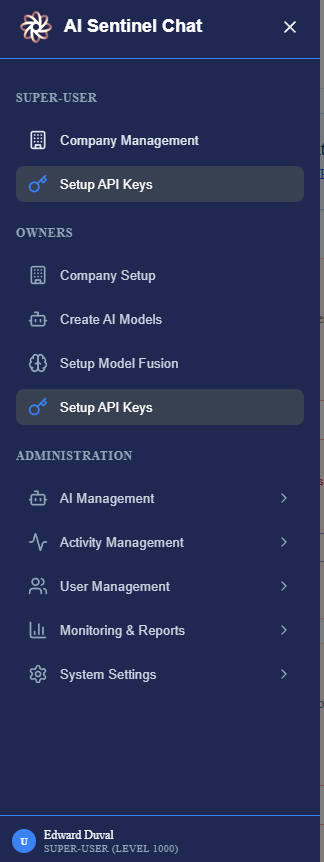 AI Sentinel Chat
SUPER-USER
Company Management
Setup API Keys
OWNERS
Company Setup
Create AI Models
Setup Model Fusion
Setup API Keys
ADMINISTRATION
AI Management
Activity Management
User Management
Monitoring & Reports
System Settings
U
Edward Duval
SUPER-USER (LEVEL 1000)